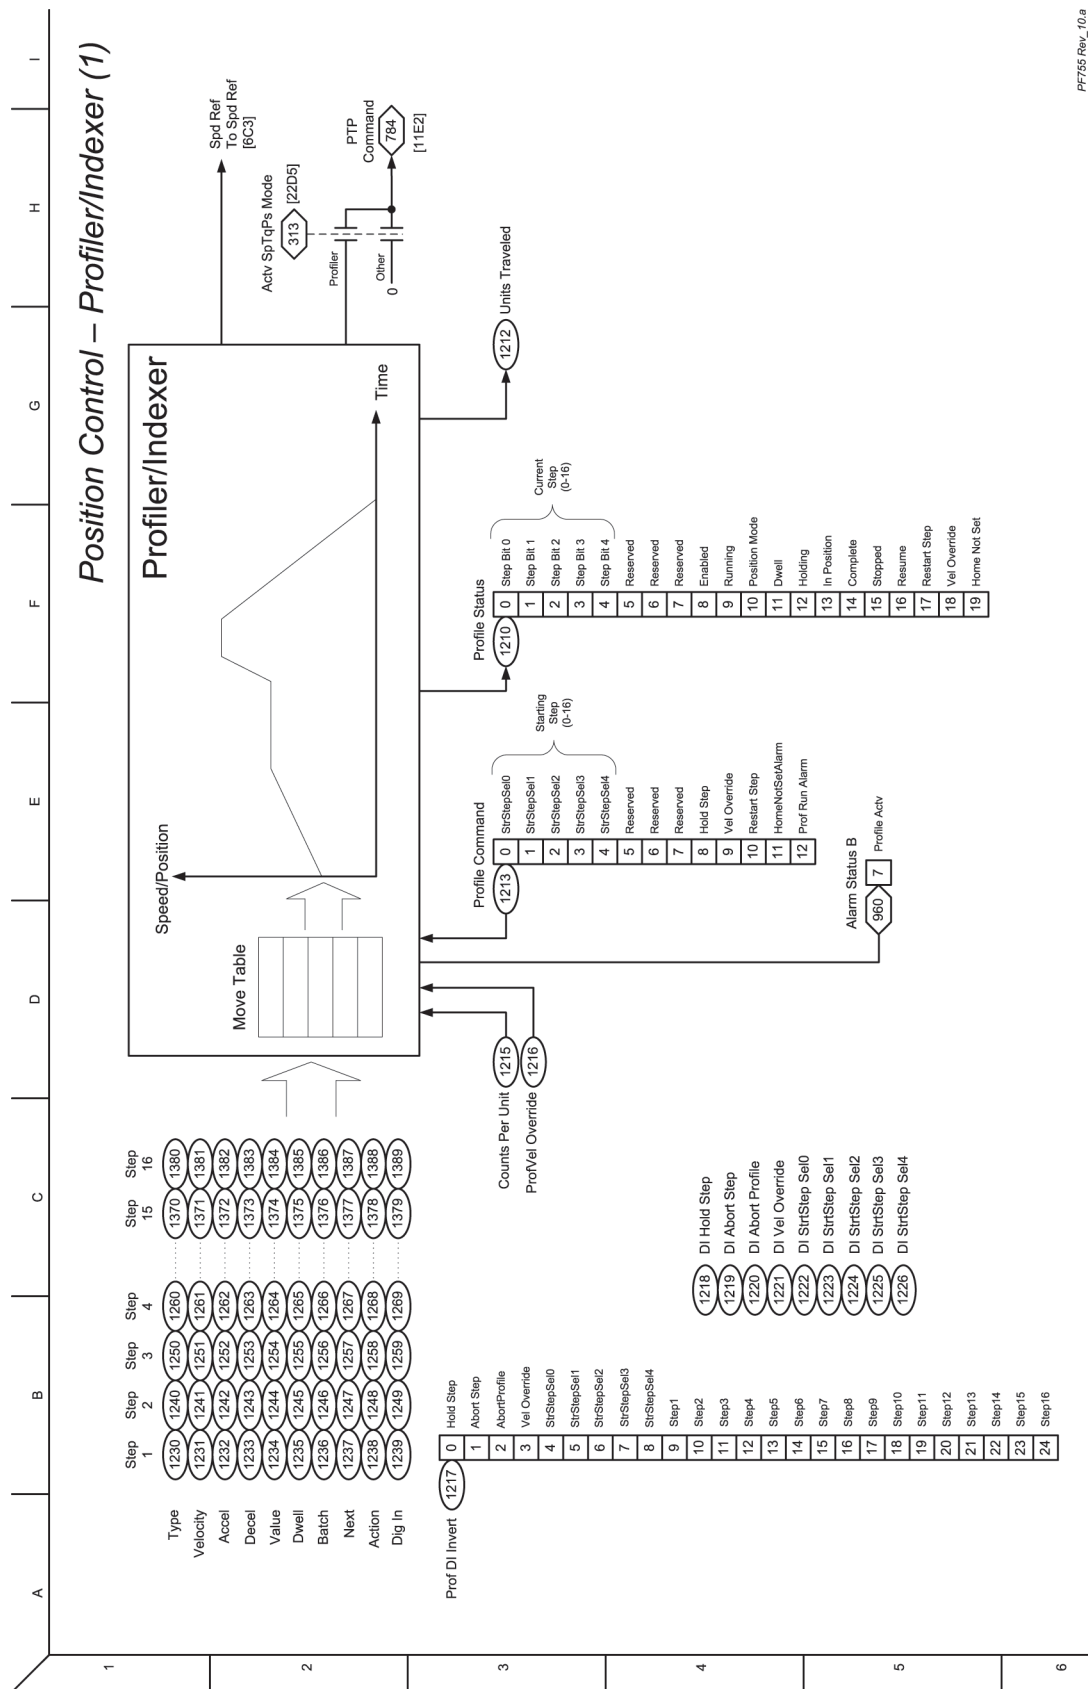 A B C D E F G H I
Position Control – Profiler/Indexer (1)
1
2
3
4
5
6
Step 1
Step 2
Step 3
Step 4
Step 15
Step 16
Type 1230 1240 1250 1260 1370 1380
Velocity 1231 1241 1251 1261 1371 1381
Accel 1232 1242 1252 1262 1372 1382
Decel 1233 1243 1253 1263 1373 1383
Value 1234 1244 1254 1264 1374 1384
Dwell 1235 1245 1255 1265 1375 1385
Batch 1236 1246 1256 1266 1376 1386
Next 1237 1247 1257 1267 1377 1387
Action 1238 1248 1258 1268 1378 1388
Dig In 1239 1249 1259 1269 1379 1389
Profiler/Indexer
Speed/Position
Move Table
Time
Spd Ref
To Spd Ref
[6C3]
Actv SpTqPs Mode
313 [22D5]
Profiler
Other
0
PTP
Command
784
[11E2]
Counts Per Unit 1215
ProfVel Override 1216
Profile Command
1213
0 StrStepSel0
1 StrStepSel1
2 StrStepSel2
3 StrStepSel3
4 StrStepSel4
5 Reserved
6 Reserved
7 Reserved
8 Hold Step
9 Vel Override
10 Restart Step
11 HomeNotSetAlarm
12 Prof Run Alarm
Starting
Step
(0-16)
Profile Status
1210
0 Step Bit 0
1 Step Bit 1
2 Step Bit 2
3 Step Bit 3
4 Step Bit 4
5 Reserved
6 Reserved
7 Reserved
8 Enabled
9 Running
10 Position Mode
11 Dwell
12 Holding
13 In Position
14 Complete
15 Stopped
16 Resume
17 Restart Step
18 Vel Override
19 Home Not Set
Current
Step
(0-16)
1212 Units Traveled
Alarm Status B
960 7 Profile Actv
Prof DI Invert 1217
0 Hold Step
1 Abort Step
2 AbortProfile
3 Vel Override
4 StrStepSel0
5 StrStepSel1
6 StrStepSel2
7 StrStepSel3
8 StrStepSel4
9 Step1
10 Step2
11 Step3
12 Step4
13 Step5
14 Step6
15 Step7
16 Step8
17 Step9
18 Step10
19 Step11
20 Step12
21 Step13
22 Step14
23 Step15
24 Step16
1218 DI Hold Step
1219 DI Abort Step
1220 DI Abort Profile
1221 DI Vel Override
1222 DI StrtStep Sel0
1223 DI StrtStep Sel1
1224 DI StrtStep Sel2
1225 DI StrtStep Sel3
1226 DI StrtStep Sel4
PF755 Rev_10.a